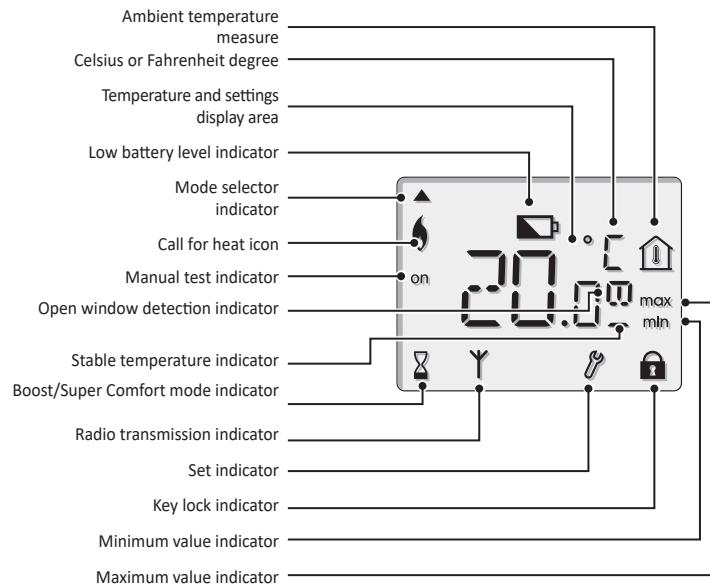 Ambient temperature
measure
Celsius or Fahrenheit degree
Temperature and settings
display area
Low battery level indicator
Mode selector
indicator
Call for heat icon
Manual test indicator
Open window detection indicator
Stable temperature indicator
Boost/Super Comfort mode indicator
Radio transmission indicator
Set indicator
Key lock indicator
Minimum value indicator
Maximum value indicator
°C
on
20.0
max
min